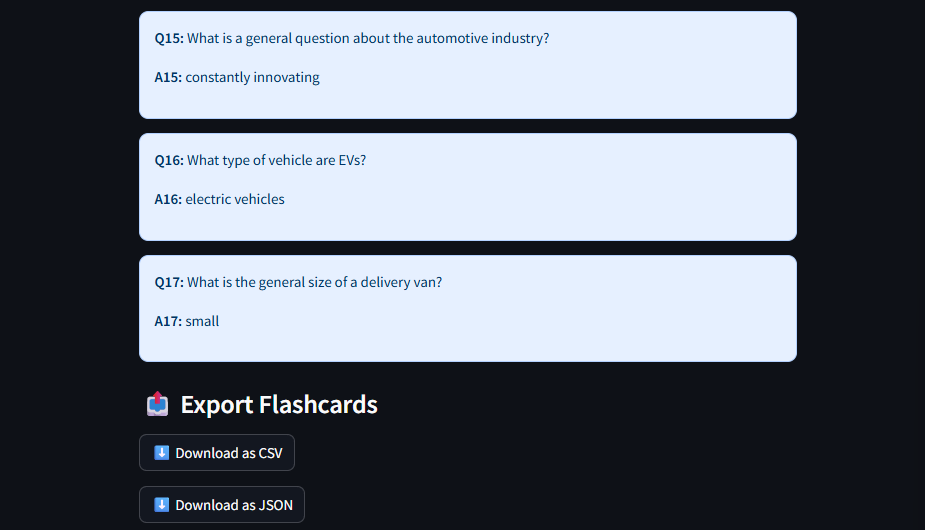 Q15: What is a general question about the automotive industry?
A15: constantly innovating
Q16: What type of vehicle are EVs?
A16: electric vehicles
Q17: What is the general size of a delivery van?
A17: small
Export Flashcards
Download as CSV
Download as JSON